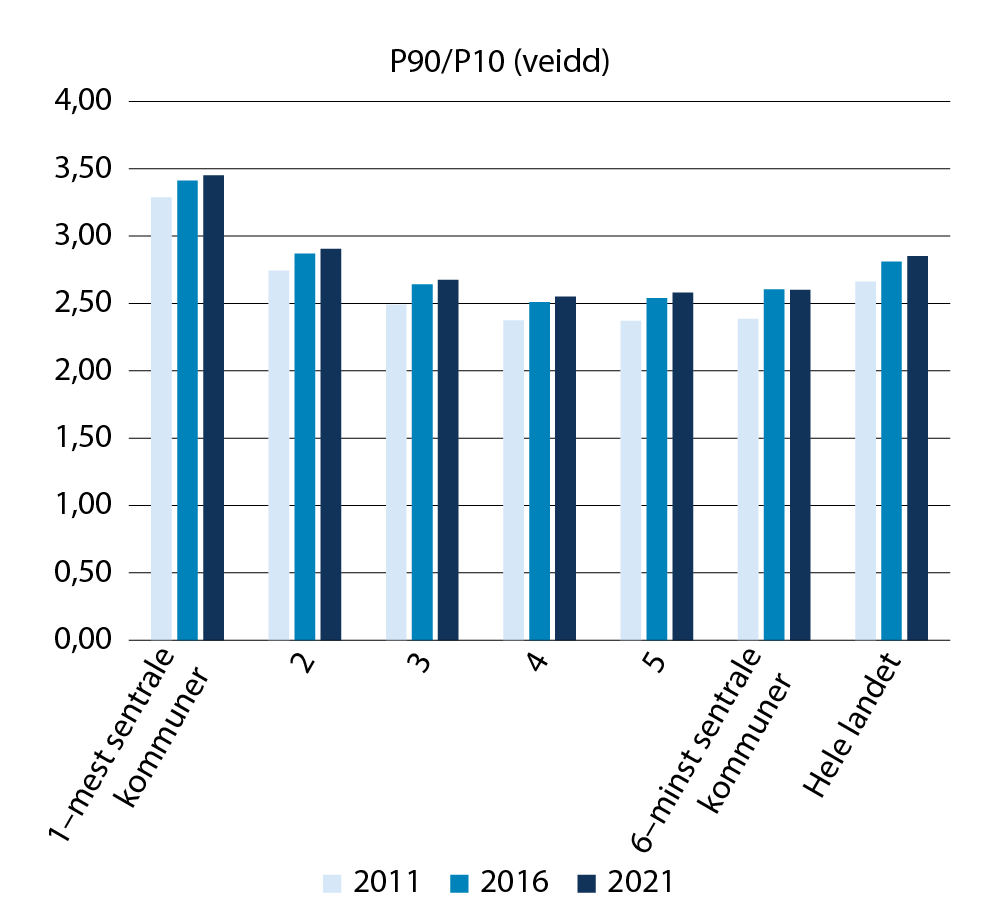 P90/P10 (veidd)
4,00
3,50
3,00
2,50
2,00
1,50
1,00
0,50
0,00
1–mest sentrale
kommuner
2
3
4
5
6–minst sentrale
kommuner
Hele landet
2011
2016
2021